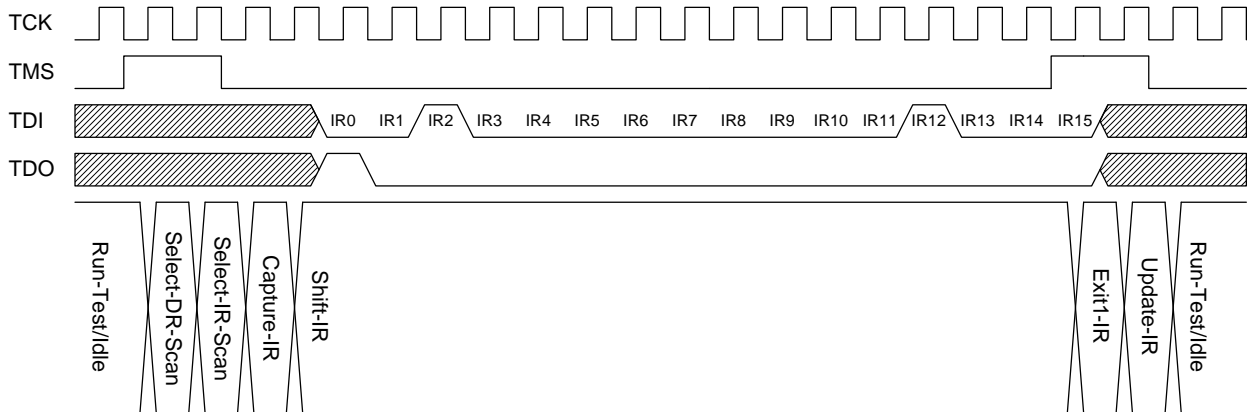 TCK
TMS
TDI
IR0 IR1 IR2 IR3 IR4 IR5 IR6 IR7 IR8 IR9 IR10 IR11 IR12 IR13 IR14 IR15
TDO
Run-Test/Idle
Select-DR-Scan
Select-IR-Scan
Capture-IR
Shift-IR
Exit1-IR
Update-IR
Run-Test/Idle